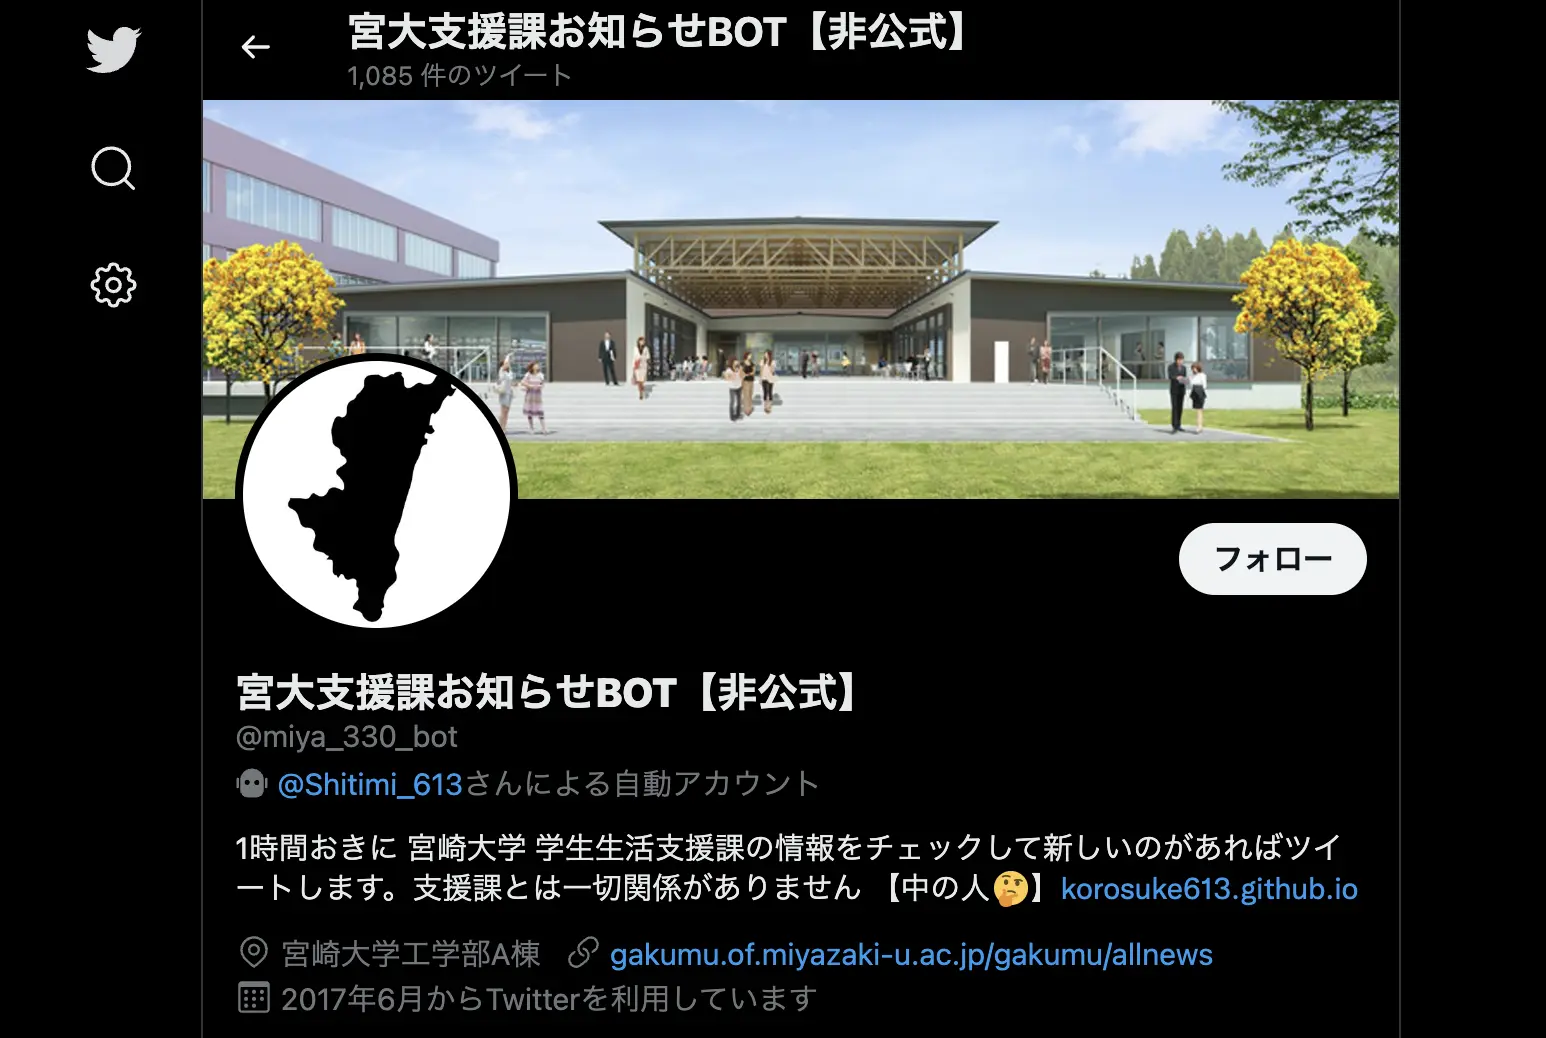 宮大支援課お知らせBOT【非公式】
1,085 件のツイート
フォロー
宮大支援課お知らせBOT【非公式】
@miya_330_bot
@Shitimi_613さんによる自動アカウント
1時間おきに 宮崎大学 学生生活支援課の情報をチェックして新しいのがあればツイ
ートします。支援課とは一切関係がありません 【中の人🤔】 korosuke613.github.io
宮崎大学工学部A棟 gakumu.of.miyazaki-u.ac.jp/gakumu/allnews
2017年6月からTwitterを利用しています